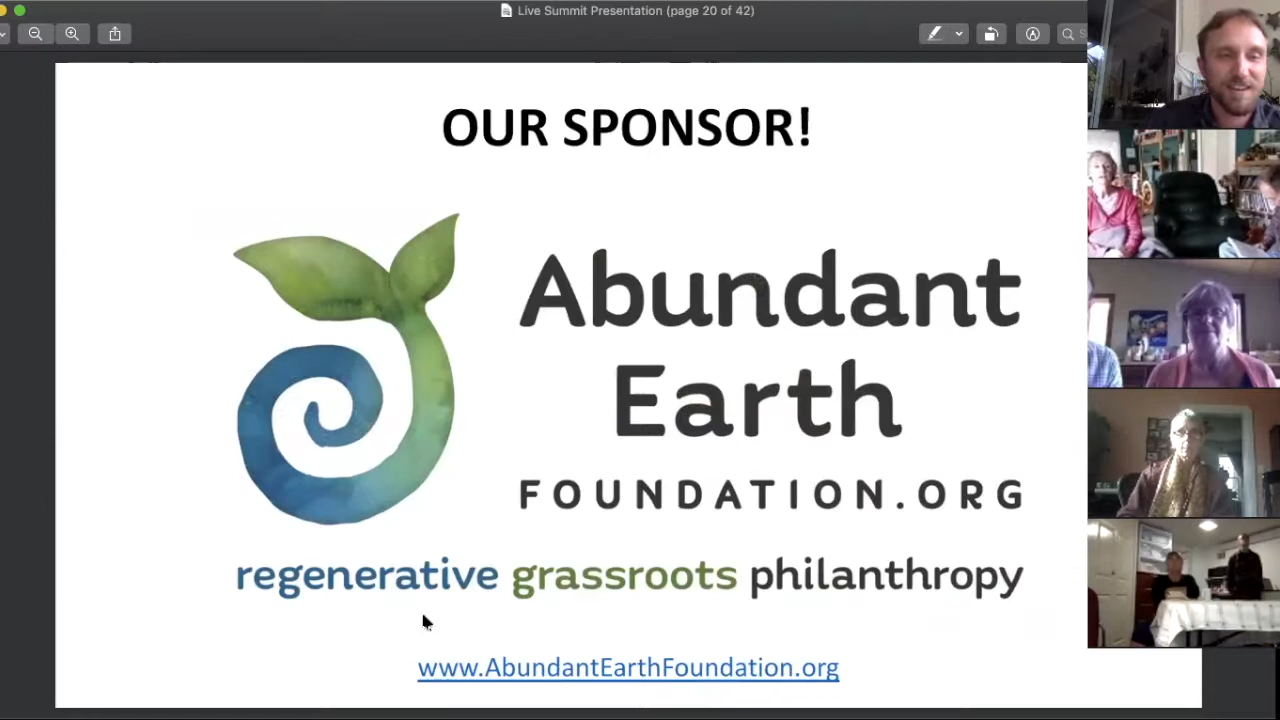 Live Summit Presentation (page 20 of 42)
OUR SPONSOR!
Abundant
Earth
FOUNDATION.ORG
regenerative grassroots philanthropy
www.AbundantEarthFoundation.org